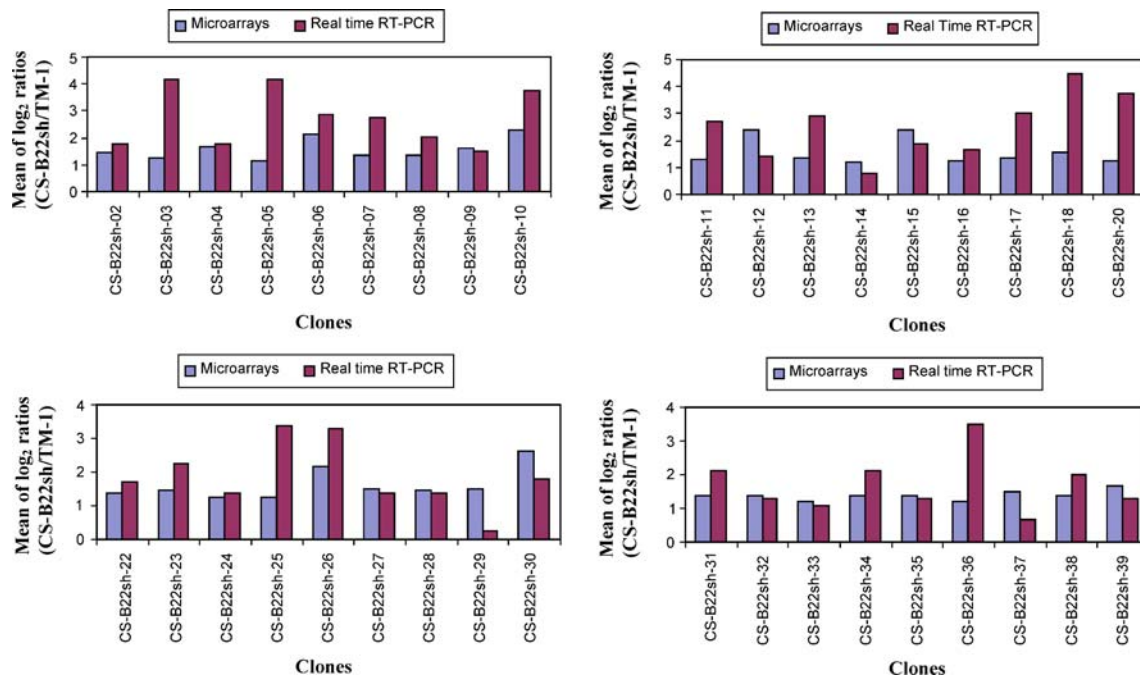 Microarrays Real time RT-PCR
Mean of log₂ ratios
(CS-B22sh/TM-1)
5
4
3
2
1
0
CS-B22sh-02
CS-B22sh-03
CS-B22sh-04
CS-B22sh-05
CS-B22sh-06
CS-B22sh-07
CS-B22sh-08
CS-B22sh-09
CS-B22sh-10
Clones
Microarrays Real Time RT-PCR
Mean of log₂ ratios
(CS-B22sh/TM-1)
5
4
3
2
1
0
CS-B22sh-11
CS-B22sh-12
CS-B22sh-13
CS-B22sh-14
CS-B22sh-15
CS-B22sh-16
CS-B22sh-17
CS-B22sh-18
CS-B22sh-20
Clones
Microarrays Real time RT-PCR
Mean of log₂ ratios
(CS-B22sh/TM-1)
4
3
2
1
0
CS-B22sh-22
CS-B22sh-23
CS-B22sh-24
CS-B22sh-25
CS-B22sh-26
CS-B22sh-27
CS-B22sh-28
CS-B22sh-29
CS-B22sh-30
Clones
Microarrays Real time RT-PCR
Mean of log₂ ratios
(CS-B22sh/TM-1)
4
3
2
1
0
CS-B22sh-31
CS-B22sh-32
CS-B22sh-33
CS-B22sh-34
CS-B22sh-35
CS-B22sh-36
CS-B22sh-37
CS-B22sh-38
CS-B22sh-39
Clones